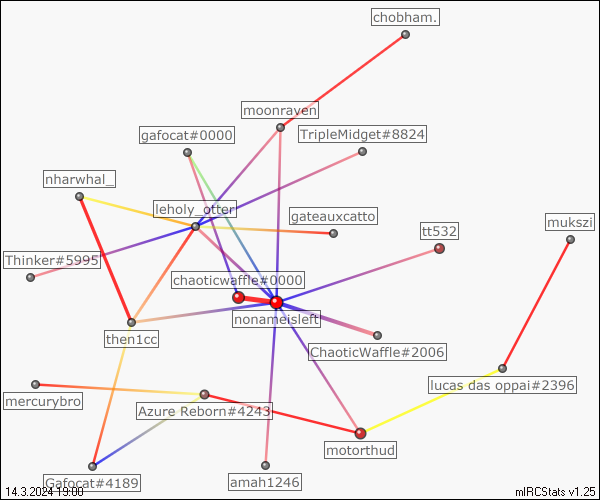 chobham.
moonraven
gafocat#0000
TripleMidget#8824
nharwhal_
leholy_otter
gateauxcatto
mukszi
tt532
Thinker#5995
chaoticwaffle#0000
nonameisleft
then1cc
ChaoticWaffle#2006
lucas das oppai#2396
mercurybro
Azure Reborn#4243
motorthud
Gafocat#4189
amah1246
14.3.2024 19:00
mIRCStats v1.25